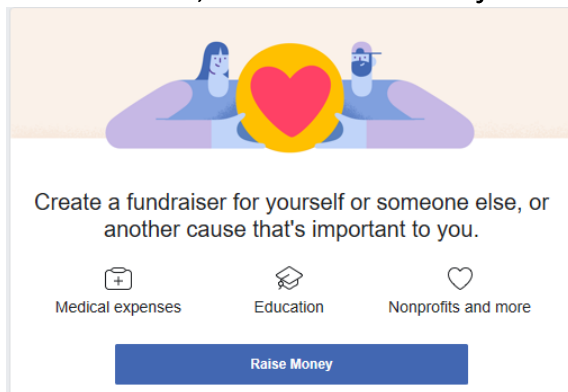 Create a fundraiser for yourself or someone else, or
another cause that's important to you.
Medical expenses Education Nonprofits and more
Raise Money